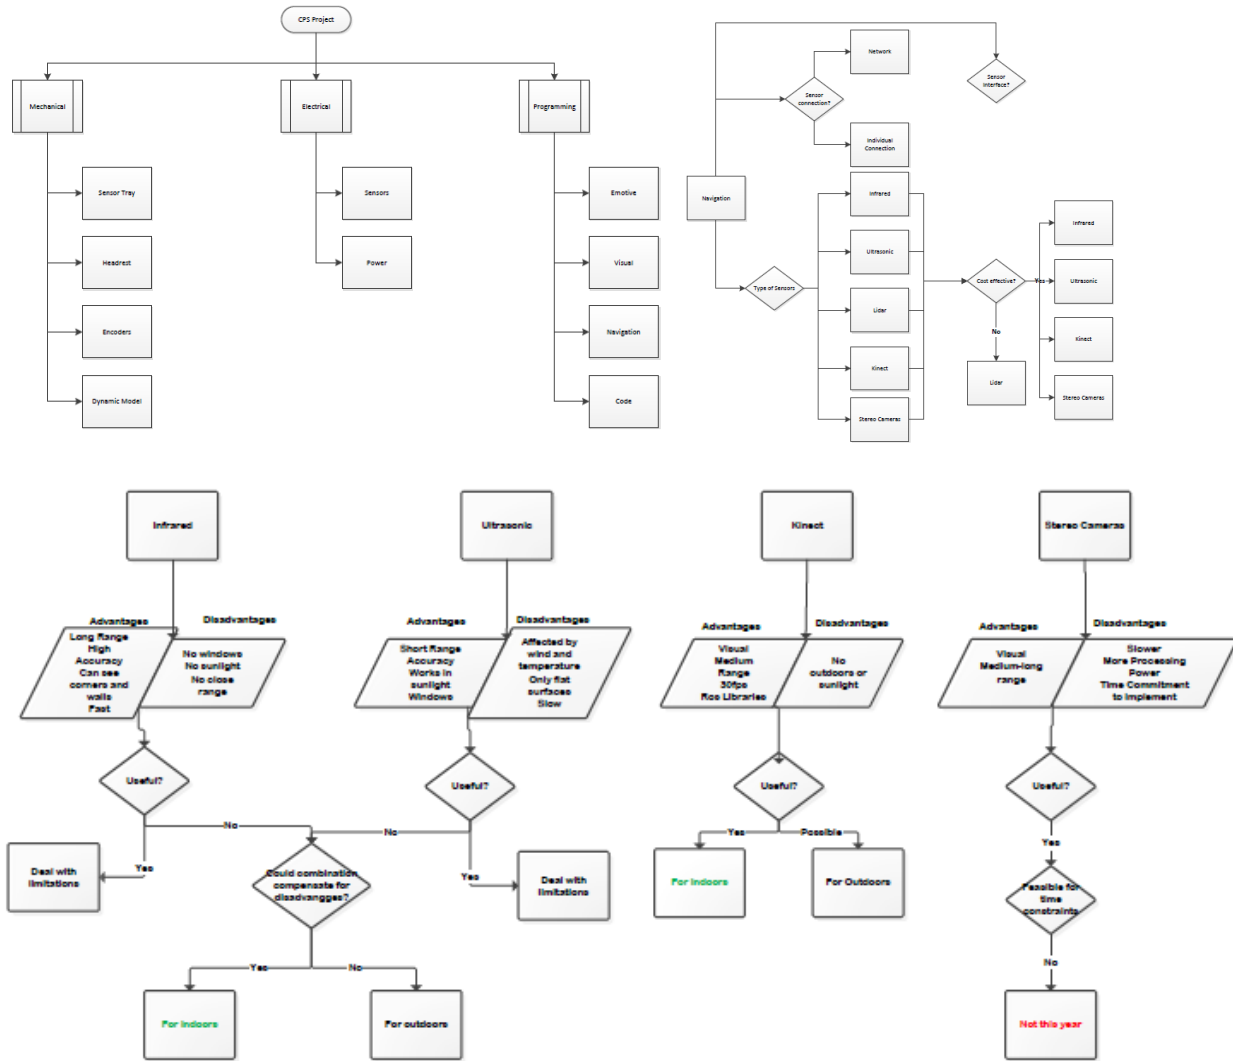 CPS Project
Mechanical
Electrical
Programming
Sensor Tray
Headrest
Encoders
Dynamic Model
Sensors
Power
Emotive
Visual
Navigation
Code
Network
Sensor
connection?
Sensor
Interface?
Individual
Connection
Navigation
Infrared
Ultrasonic
Type of Sensors
Lidar
Kinect
Stereo Cameras
Cost effective?
Yes
No
Lidar
Infrared
Ultrasonic
Kinect
Stereo Cameras
Infrared
Advantages
Disadvantages
Long Range
High
Accuracy
Can see
corners and
walls
Fast
No windows
No sunlight
No close
range
Useful?
No
Yes
Deal with
limitations
Ultrasonic
Advantages
Disadvantages
Short Range
Accuracy
Works in
sunlight
Windows
Affected by
wind and
temperature
Only flat
surfaces
Slow
Useful?
No
Yes
Deal with
limitations
Could combination
compensate for
disadvangges?
Yes
No
For Indoors
For outdoors
Kinect
Advantages
Disadvantages
Visual
Medium
Range
30fps
Ros Libraries
No
outdoors or
sunlight
Useful?
Yes
Possible
For Indoors
For Outdoors
Stereo Cameras
Advantages
Disadvantages
Visual
Medium-long
range
Slower
More Processing
Power
Time Commitment
to Implement
Useful?
Yes
Feasible for
time
constraints
No
Not this year